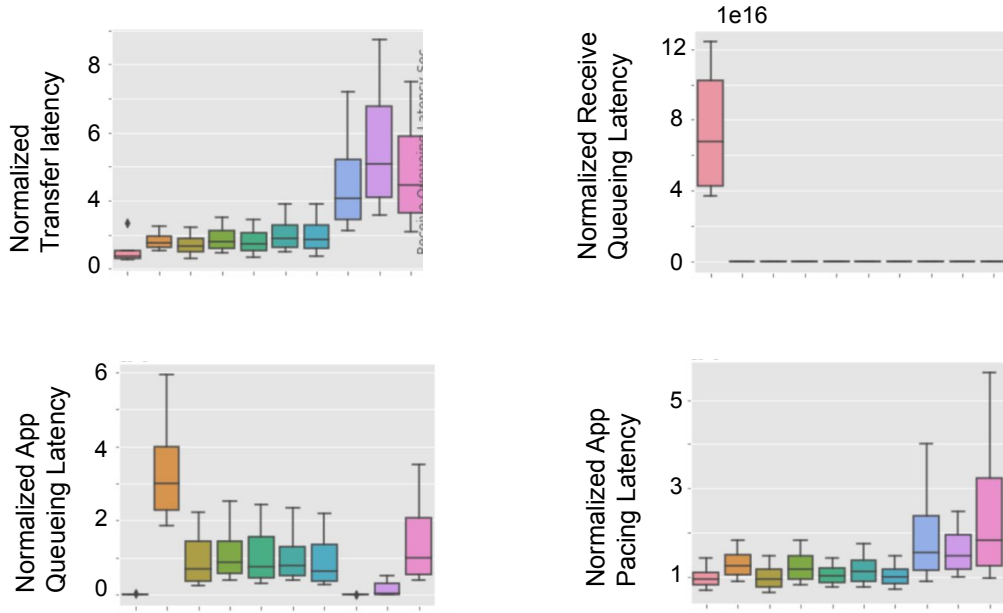 1e16
Normalized
Transfer latency
8
6
4
2
0
Normalized Receive
Queueing Latency
12
8
4
0
Normalized App
Queueing Latency
6
4
2
0
Normalized App
Pacing Latency
5
3
1